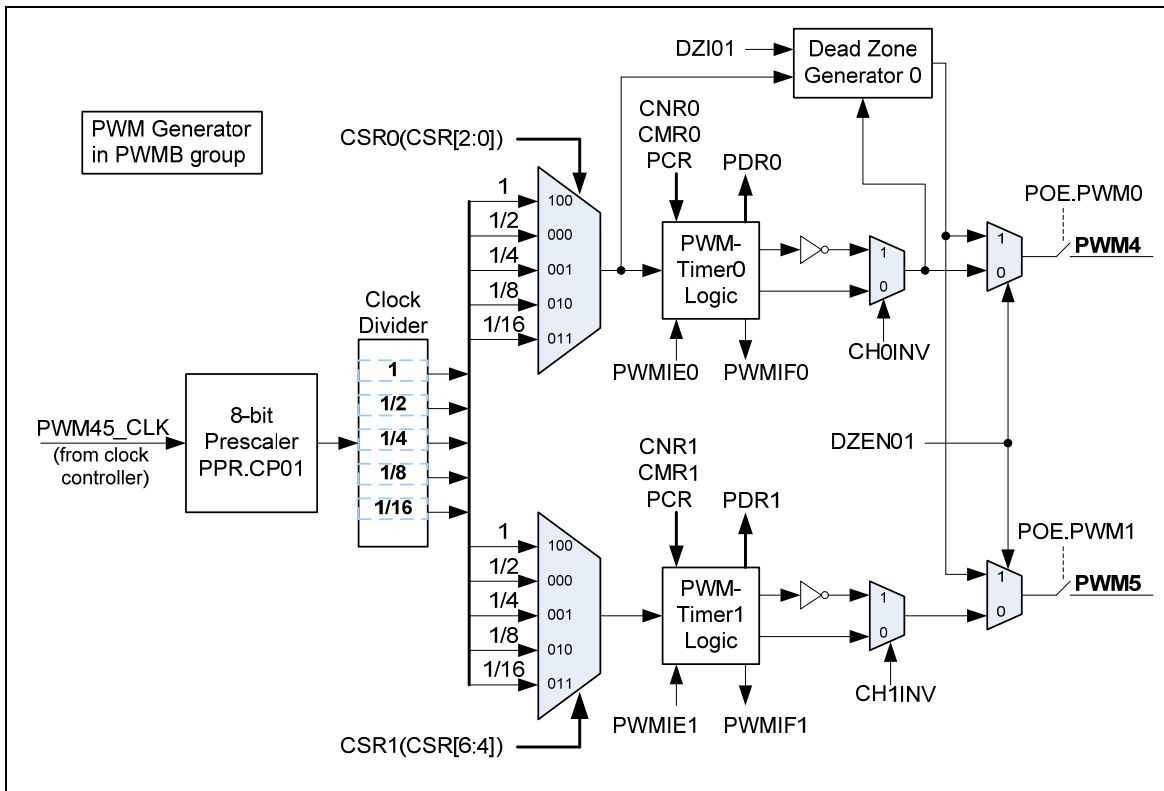 PWM Generator
in PWMB group
DZI01
Dead Zone
Generator 0
CSR0(CSR[2:0])
CNR0
CMR0
PCR
PDR0
1
1/2
1/4
1/8
1/16
100
000
001
010
011
PWM-
Timer0
Logic
1
0
CH0INV
PWMIE0
PWMIF0
1
0
POE.PWM0
PWM4
Clock
Divider
1
1/2
1/4
1/8
1/16
PWM45_CLK
(from clock
controller)
8-bit
Prescaler
PPR.CP01
DZEN01
CNR1
CMR1
PCR
PDR1
1
1/2
1/4
1/8
1/16
100
000
001
010
011
PWM-
Timer1
Logic
1
0
CH1INV
PWMIE1
PWMIF1
1
0
POE.PWM1
PWM5
CSR1(CSR[6:4])